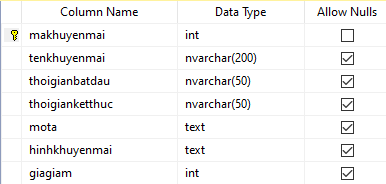 Column Name Data Type Allow Nulls
makhuyenmai int
tenkhuyenmai nvarchar(200)
thoigianbatdau nvarchar(50)
thoigianketthuc nvarchar(50)
mota text
hinhkhuyenmai text
giagiam int